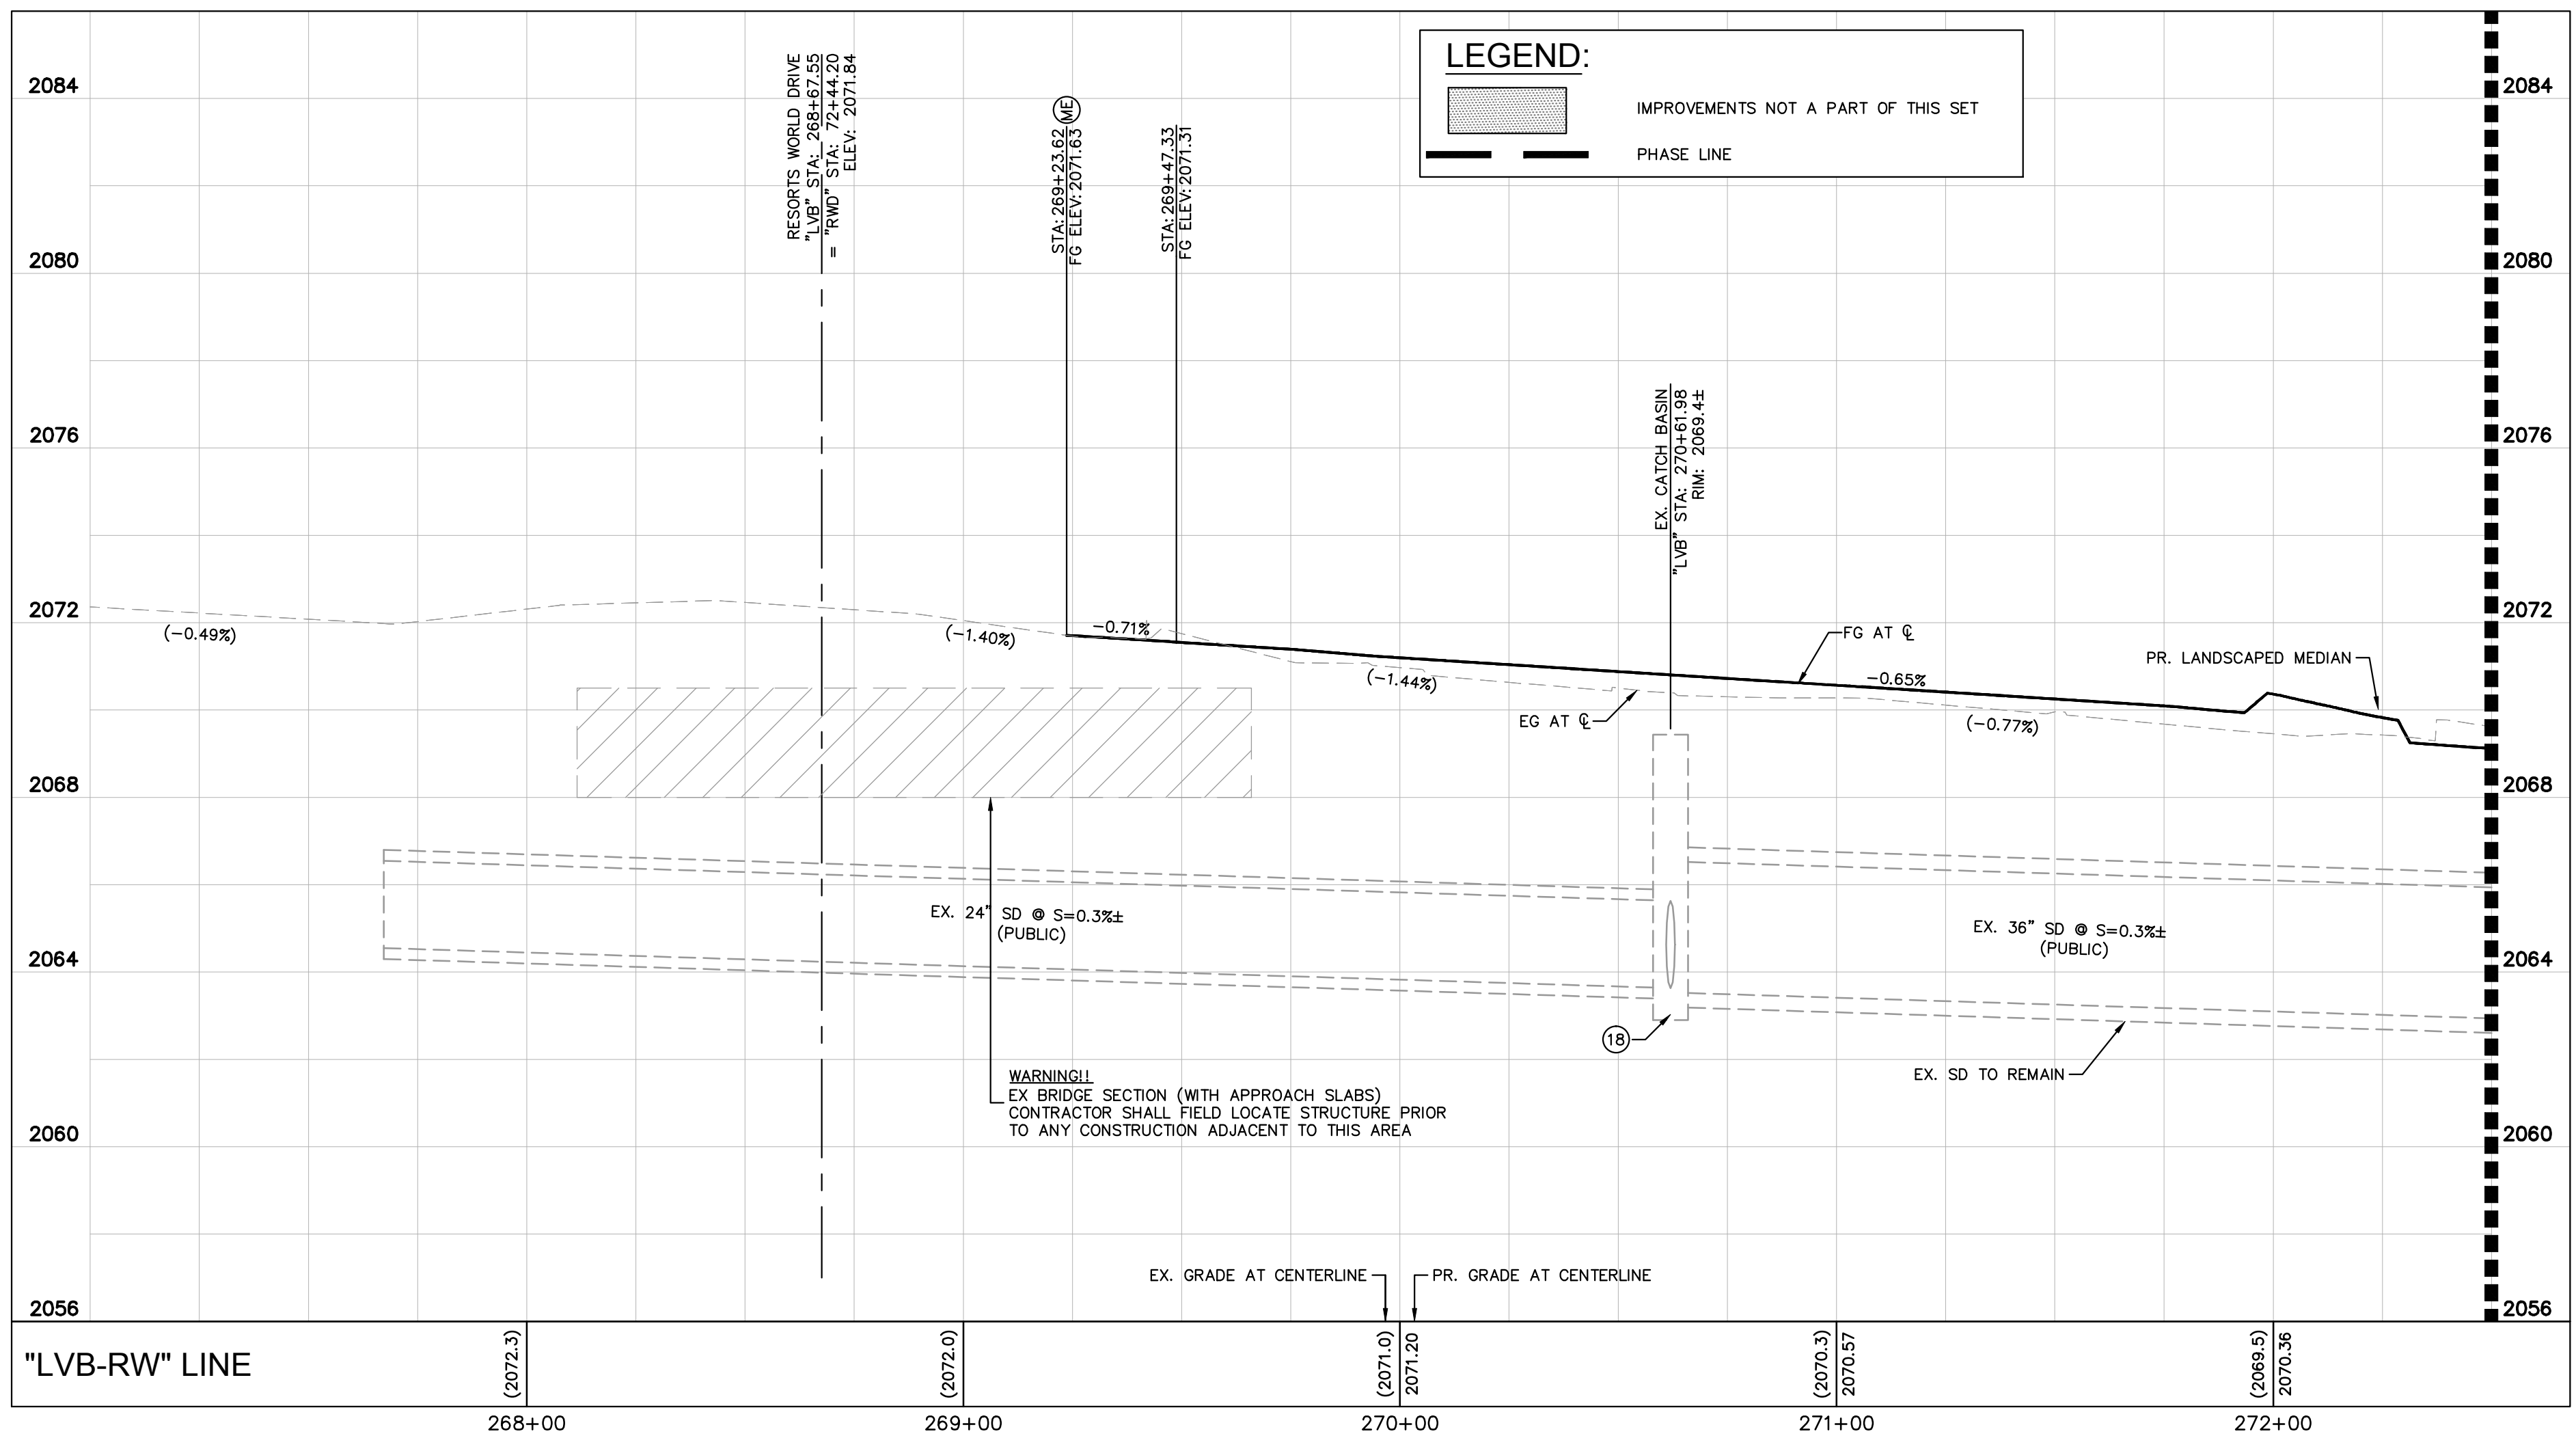 LEGEND:
IMPROVEMENTS NOT A PART OF THIS SET
PHASE LINE
2084
2080
2076
2072
2068
2064
2060
2056
2084
2080
2076
2072
2068
2064
2060
2056
RESORTS WORLD DRIVE
"LVB" STA: 268+67.55
= "RWD" STA: 72+44.20
ELEV: 2071.84
STA: 269+23.62
FG ELEV: 2071.63
ME
STA: 269+47.33
FG ELEV: 2071.31
EX. CATCH BASIN
"LVB" STA: 270+61.98
RIM: 2069.4±
(-0.49%)
(-1.40%)
-0.71%
(-1.44%)
FG AT ℄
-0.65%
PR. LANDSCAPED MEDIAN
EG AT ℄
(-0.77%)
EX. 24" SD @ S=0.3%±
(PUBLIC)
EX. 36" SD @ S=0.3%±
(PUBLIC)
18
EX. SD TO REMAIN
WARNING!!
EX BRIDGE SECTION (WITH APPROACH SLABS)
CONTRACTOR SHALL FIELD LOCATE STRUCTURE PRIOR
TO ANY CONSTRUCTION ADJACENT TO THIS AREA
EX. GRADE AT CENTERLINE
PR. GRADE AT CENTERLINE
"LVB-RW" LINE
(2072.3)
(2072.0)
(2071.0)
2071.20
(2070.3)
2070.57
(2069.5)
2070.36
268+00
269+00
270+00
271+00
272+00